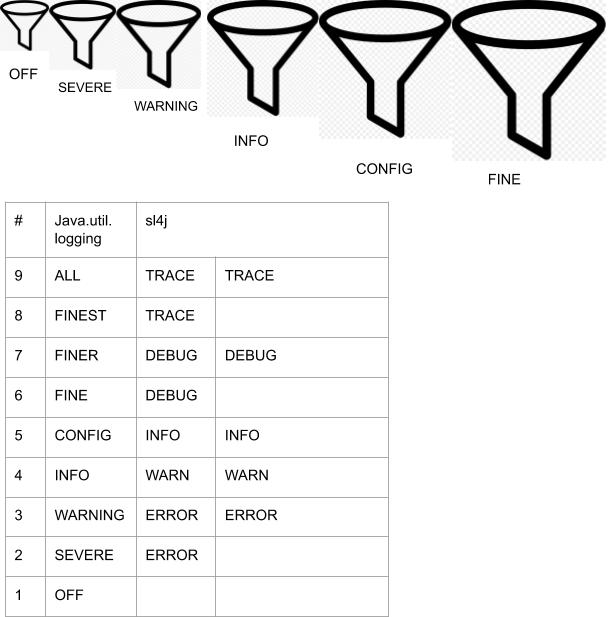 OFF
SEVERE
WARNING
INFO
CONFIG
FINE
# Java.util. sl4j
logging
9 ALL TRACE TRACE
8 FINEST TRACE
7 FINER DEBUG DEBUG
6 FINE DEBUG
5 CONFIG INFO INFO
4 INFO WARN WARN
3 WARNING ERROR ERROR
2 SEVERE ERROR
1 OFF